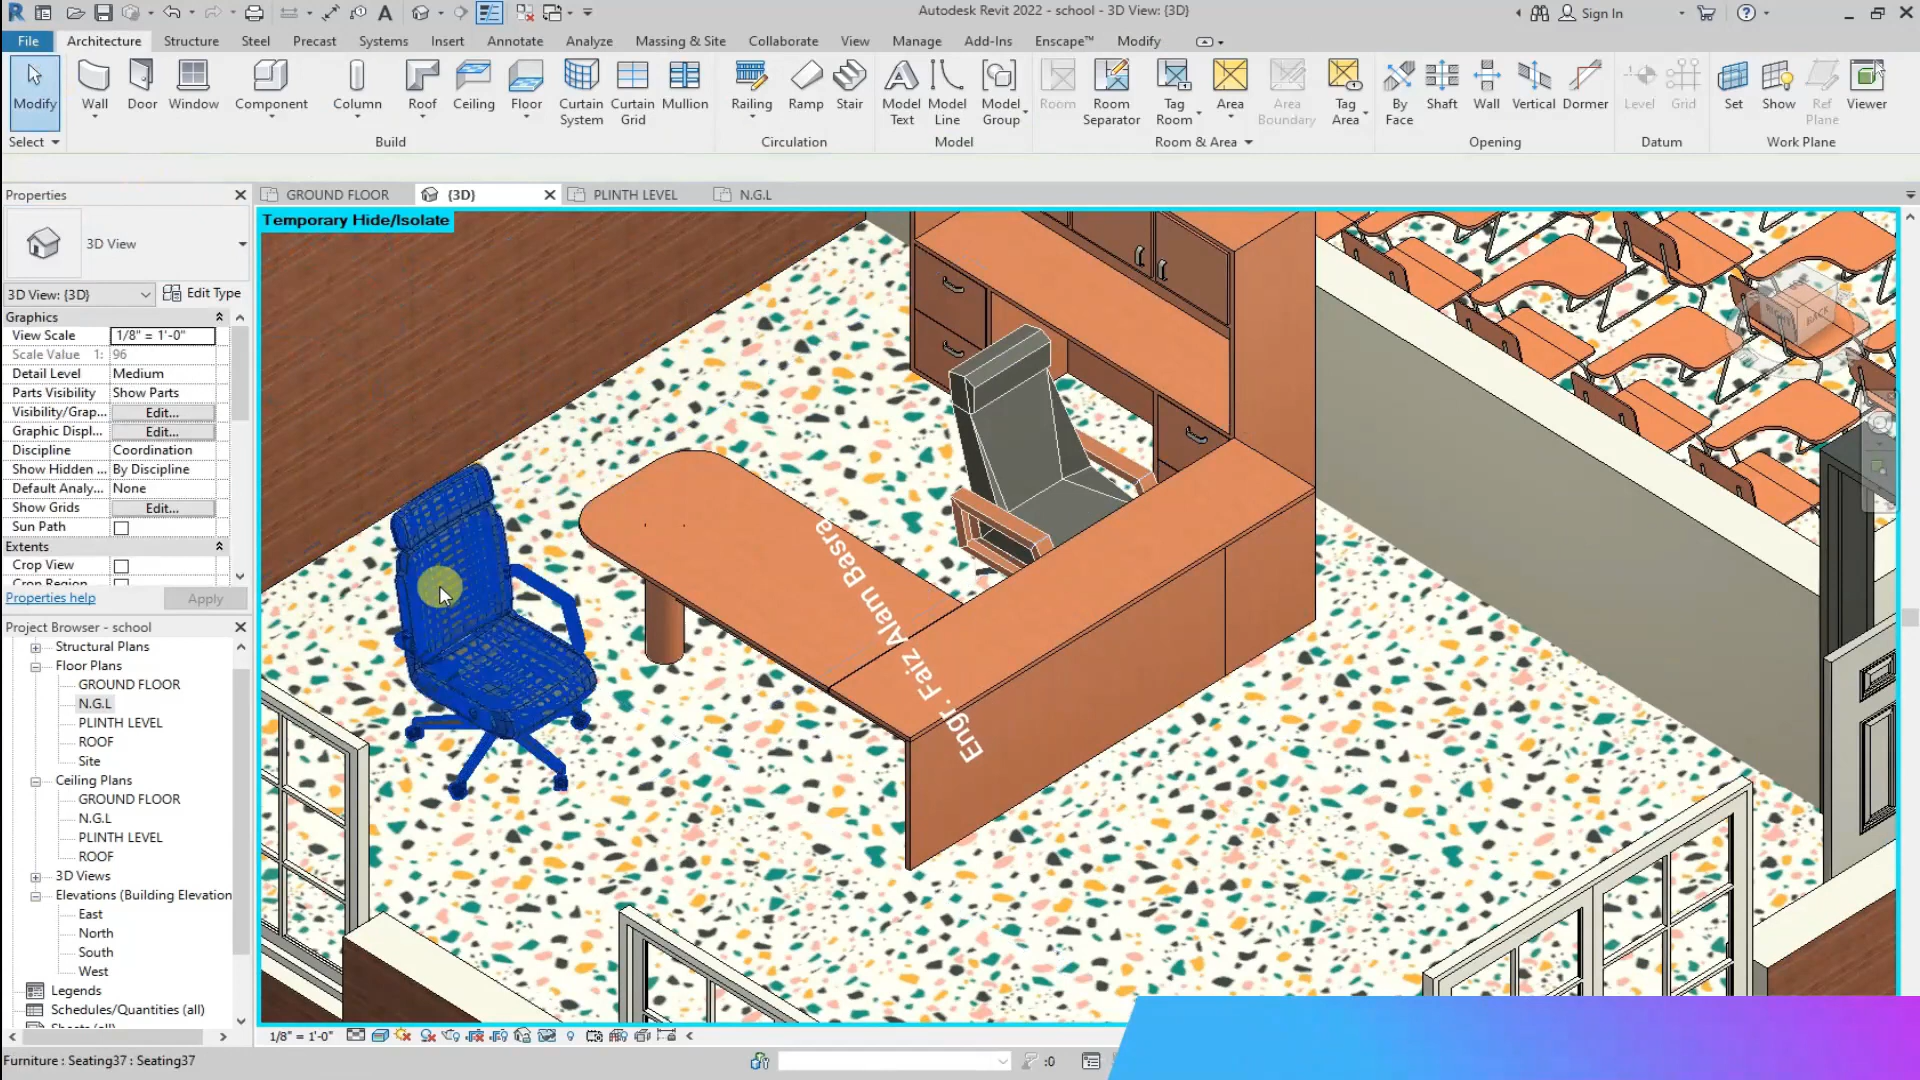 Autodesk Revit 2022 - school - 3D View: {3D}
Sign In
File
Architecture
Structure
Steel
Precast
Systems
Insert
Annotate
Analyze
Massing & Site
Collaborate
View
Manage
Add-Ins
Enscape™
Modify
Modify
Wall
Door
Window
Component
Column
Roof
Ceiling
Floor
Curtain System
Curtain Grid
Mullion
Railing
Ramp
Stair
Model Text
Model Line
Model Group
Room
Room Separator
Tag Room
Area
Area Boundary
Tag Area
By Face
Shaft
Wall
Vertical
Dormer
Level
Grid
Set
Show
Ref Plane
Viewer
Select
Build
Circulation
Model
Room & Area
Opening
Datum
Work Plane
Properties
GROUND FLOOR
{3D}
PLINTH LEVEL
N.G.L
Temporary Hide/Isolate
3D View
3D View: {3D}
Edit Type
Graphics
View Scale
1/8" = 1'-0"
Scale Value 1:
96
Detail Level
Medium
Parts Visibility
Show Parts
Visibility/Grap...
Edit...
Graphic Displ...
Edit...
Discipline
Coordination
Show Hidden ...
By Discipline
Default Analy...
None
Show Grids
Edit...
Sun Path
Extents
Crop View
Crop Region
Properties help
Apply
Project Browser - school
Structural Plans
Floor Plans
GROUND FLOOR
N.G.L
PLINTH LEVEL
ROOF
Site
Ceiling Plans
GROUND FLOOR
N.G.L
PLINTH LEVEL
ROOF
3D Views
Elevations (Building Elevation
East
North
South
West
Legends
Schedules/Quantities (all)
Sheets (all)
Engr. Faiz Alam Basra
RIGHT
BACK
1/8" = 1'-0"
Furniture : Seating37 : Seating37
:0